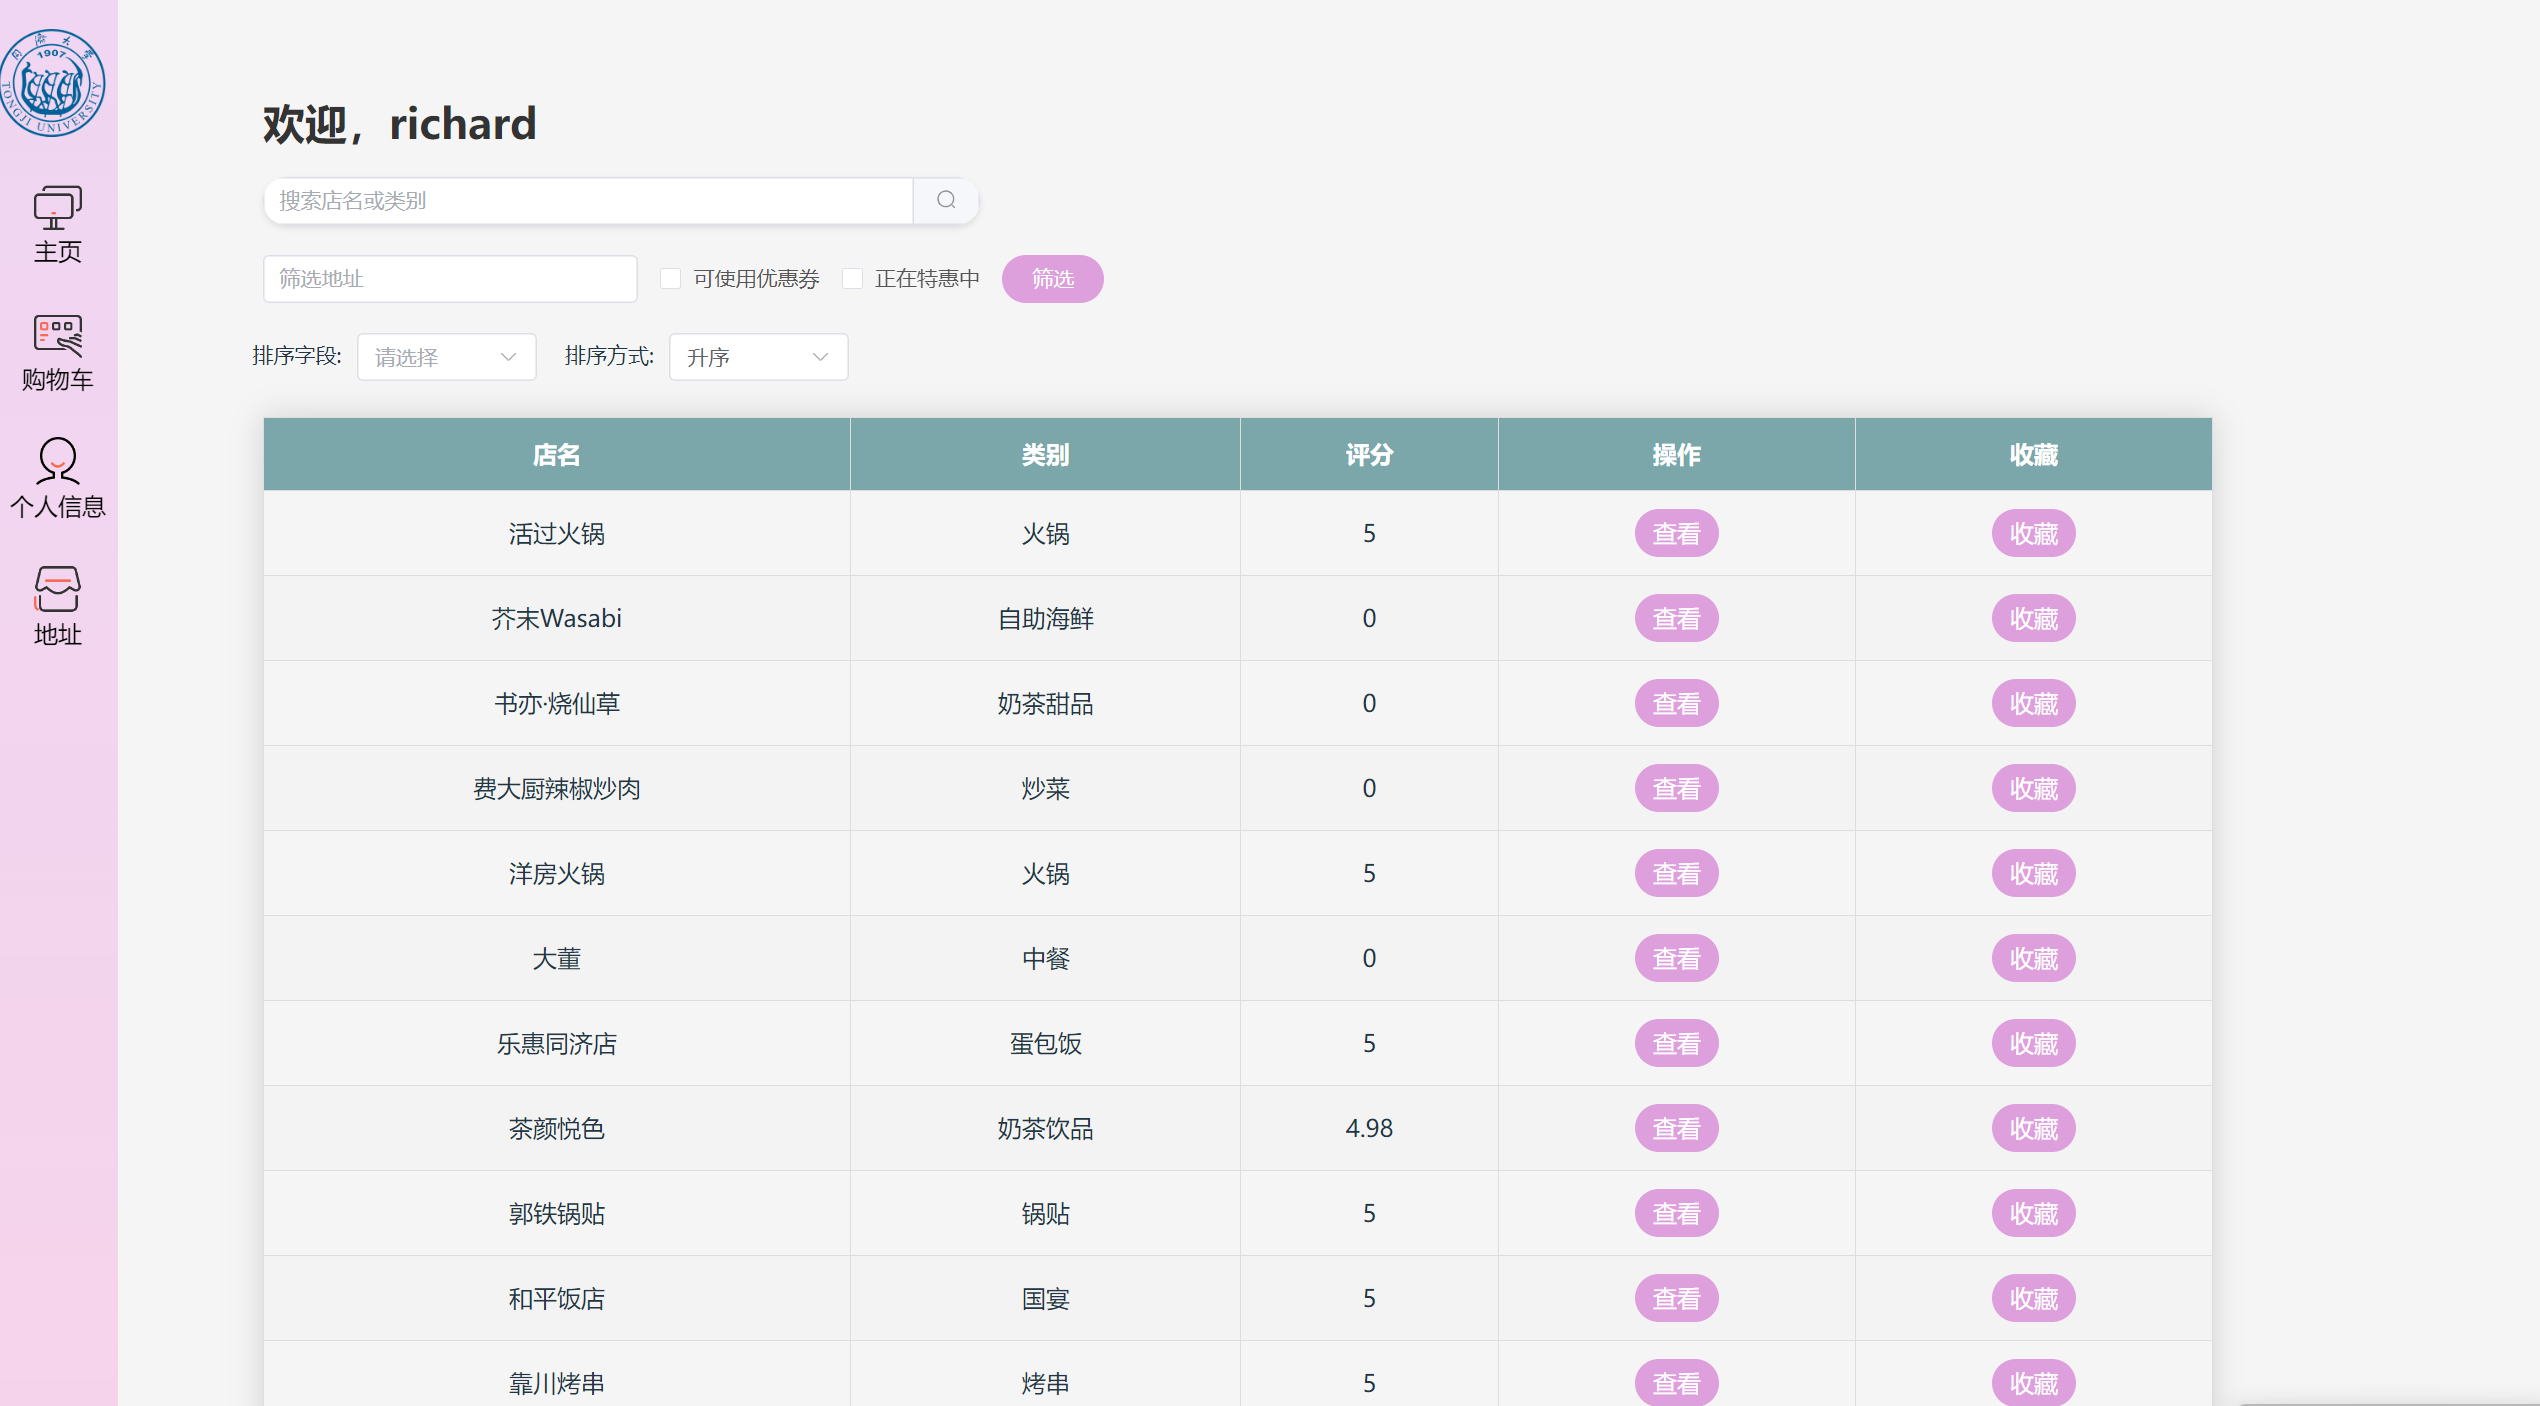 同濟大學
1907
TONGJI UNIVERSITY
主页
购物车
个人信息
地址
欢迎，richard
搜索店名或类别
筛选地址 可使用优惠券 正在特惠中 筛选
排序字段: 请选择 排序方式: 升序
店名 类别 评分 操作 收藏
活过火锅 火锅 5 查看 收藏
芥末Wasabi 自助海鲜 0 查看 收藏
书亦·烧仙草 奶茶甜品 0 查看 收藏
费大厨辣椒炒肉 炒菜 0 查看 收藏
洋房火锅 火锅 5 查看 收藏
大董 中餐 0 查看 收藏
乐惠同济店 蛋包饭 5 查看 收藏
茶颜悦色 奶茶饮品 4.98 查看 收藏
郭铁锅贴 锅贴 5 查看 收藏
和平饭店 国宴 5 查看 收藏
靠川烤串 烤串 5 查看 收藏